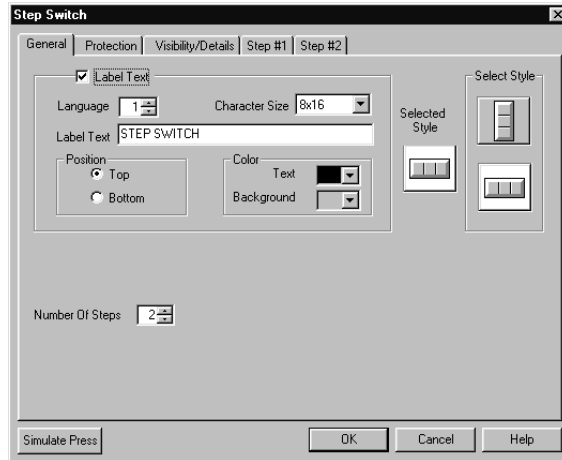 Step Switch
General Protection Visibility/Details Step #1 Step #2
Label Text
Select Style
Language 1 Character Size 8x16
Selected
Style
Label Text STEP SWITCH
Position
Color
Top
Text
Bottom
Background
Number Of Steps 2
Simulate Press OK Cancel Help